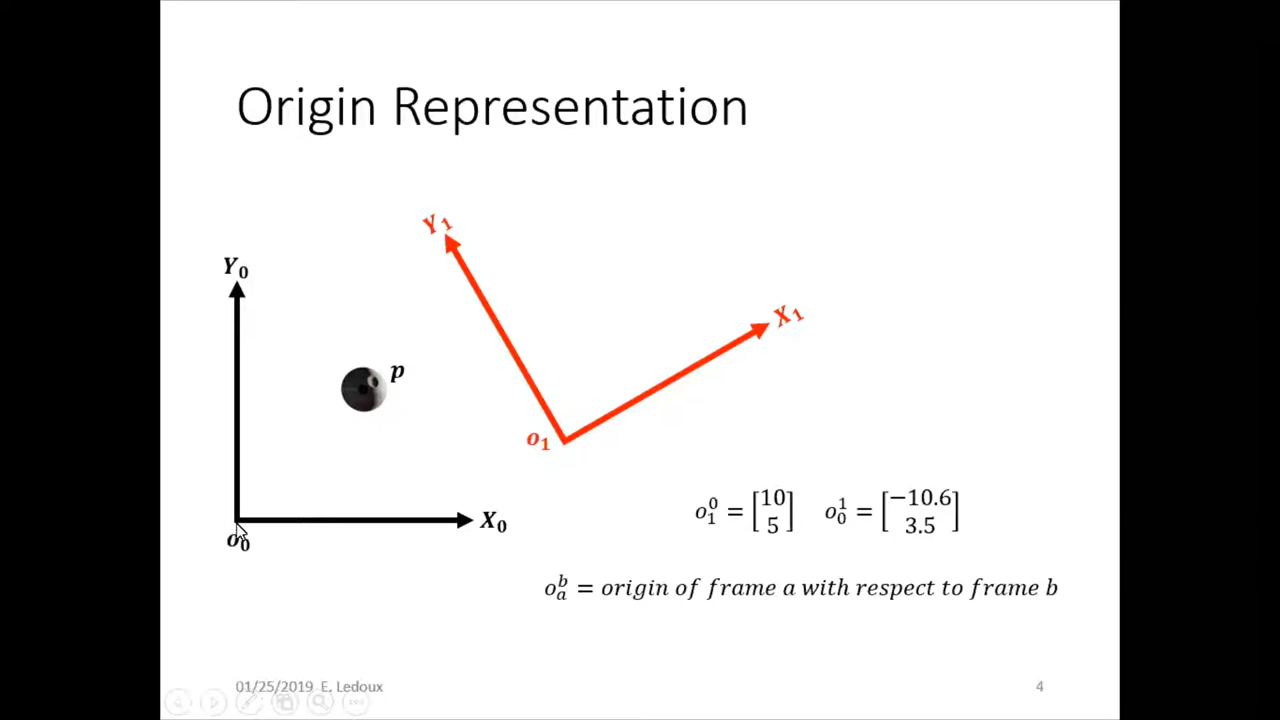 Origin Representation
Y₁
Y₀
X₁
p
o₁
X₀
o₀
o₁⁰ = [10 5] o₀¹ = [−10.6 3.5]
oₐᵇ = origin of frame a with respect to frame b
01/25/2019 E. Ledoux 4